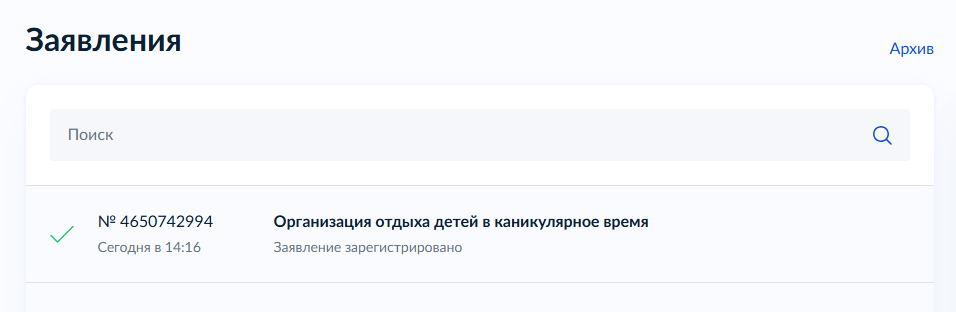 Заявления
Архив
Поиск
№ 4650742994
Организация отдыха детей в каникулярное время
Сегодня в 14:16
Заявление зарегистрировано